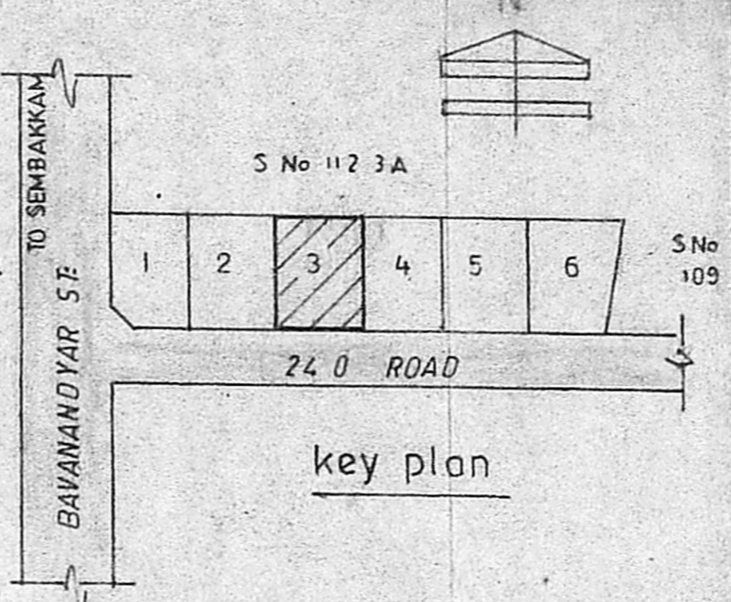 S No 112 3A
TO SEMBAKKAM
BAVANANDYAR ST:
1 2 3 4 5 6
S No
109
24 0 ROAD
key plan